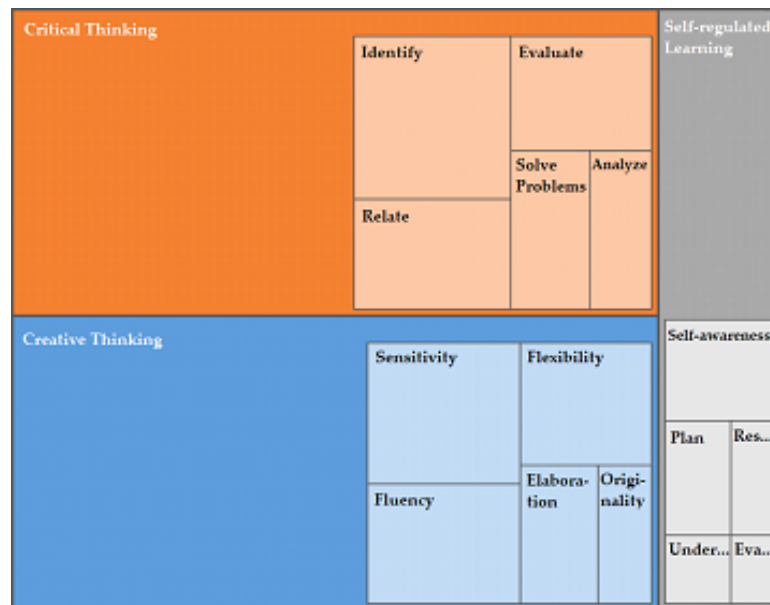 Critical Thinking
Identify
Evaluate
Solve
Problems
Analyze
Relate
Self-regulated
Learning
Creative Thinking
Sensitivity
Flexibility
Fluency
Elabora-
tion
Origi-
nality
Self-awareness
Plan
Res...
Under...
Eva...